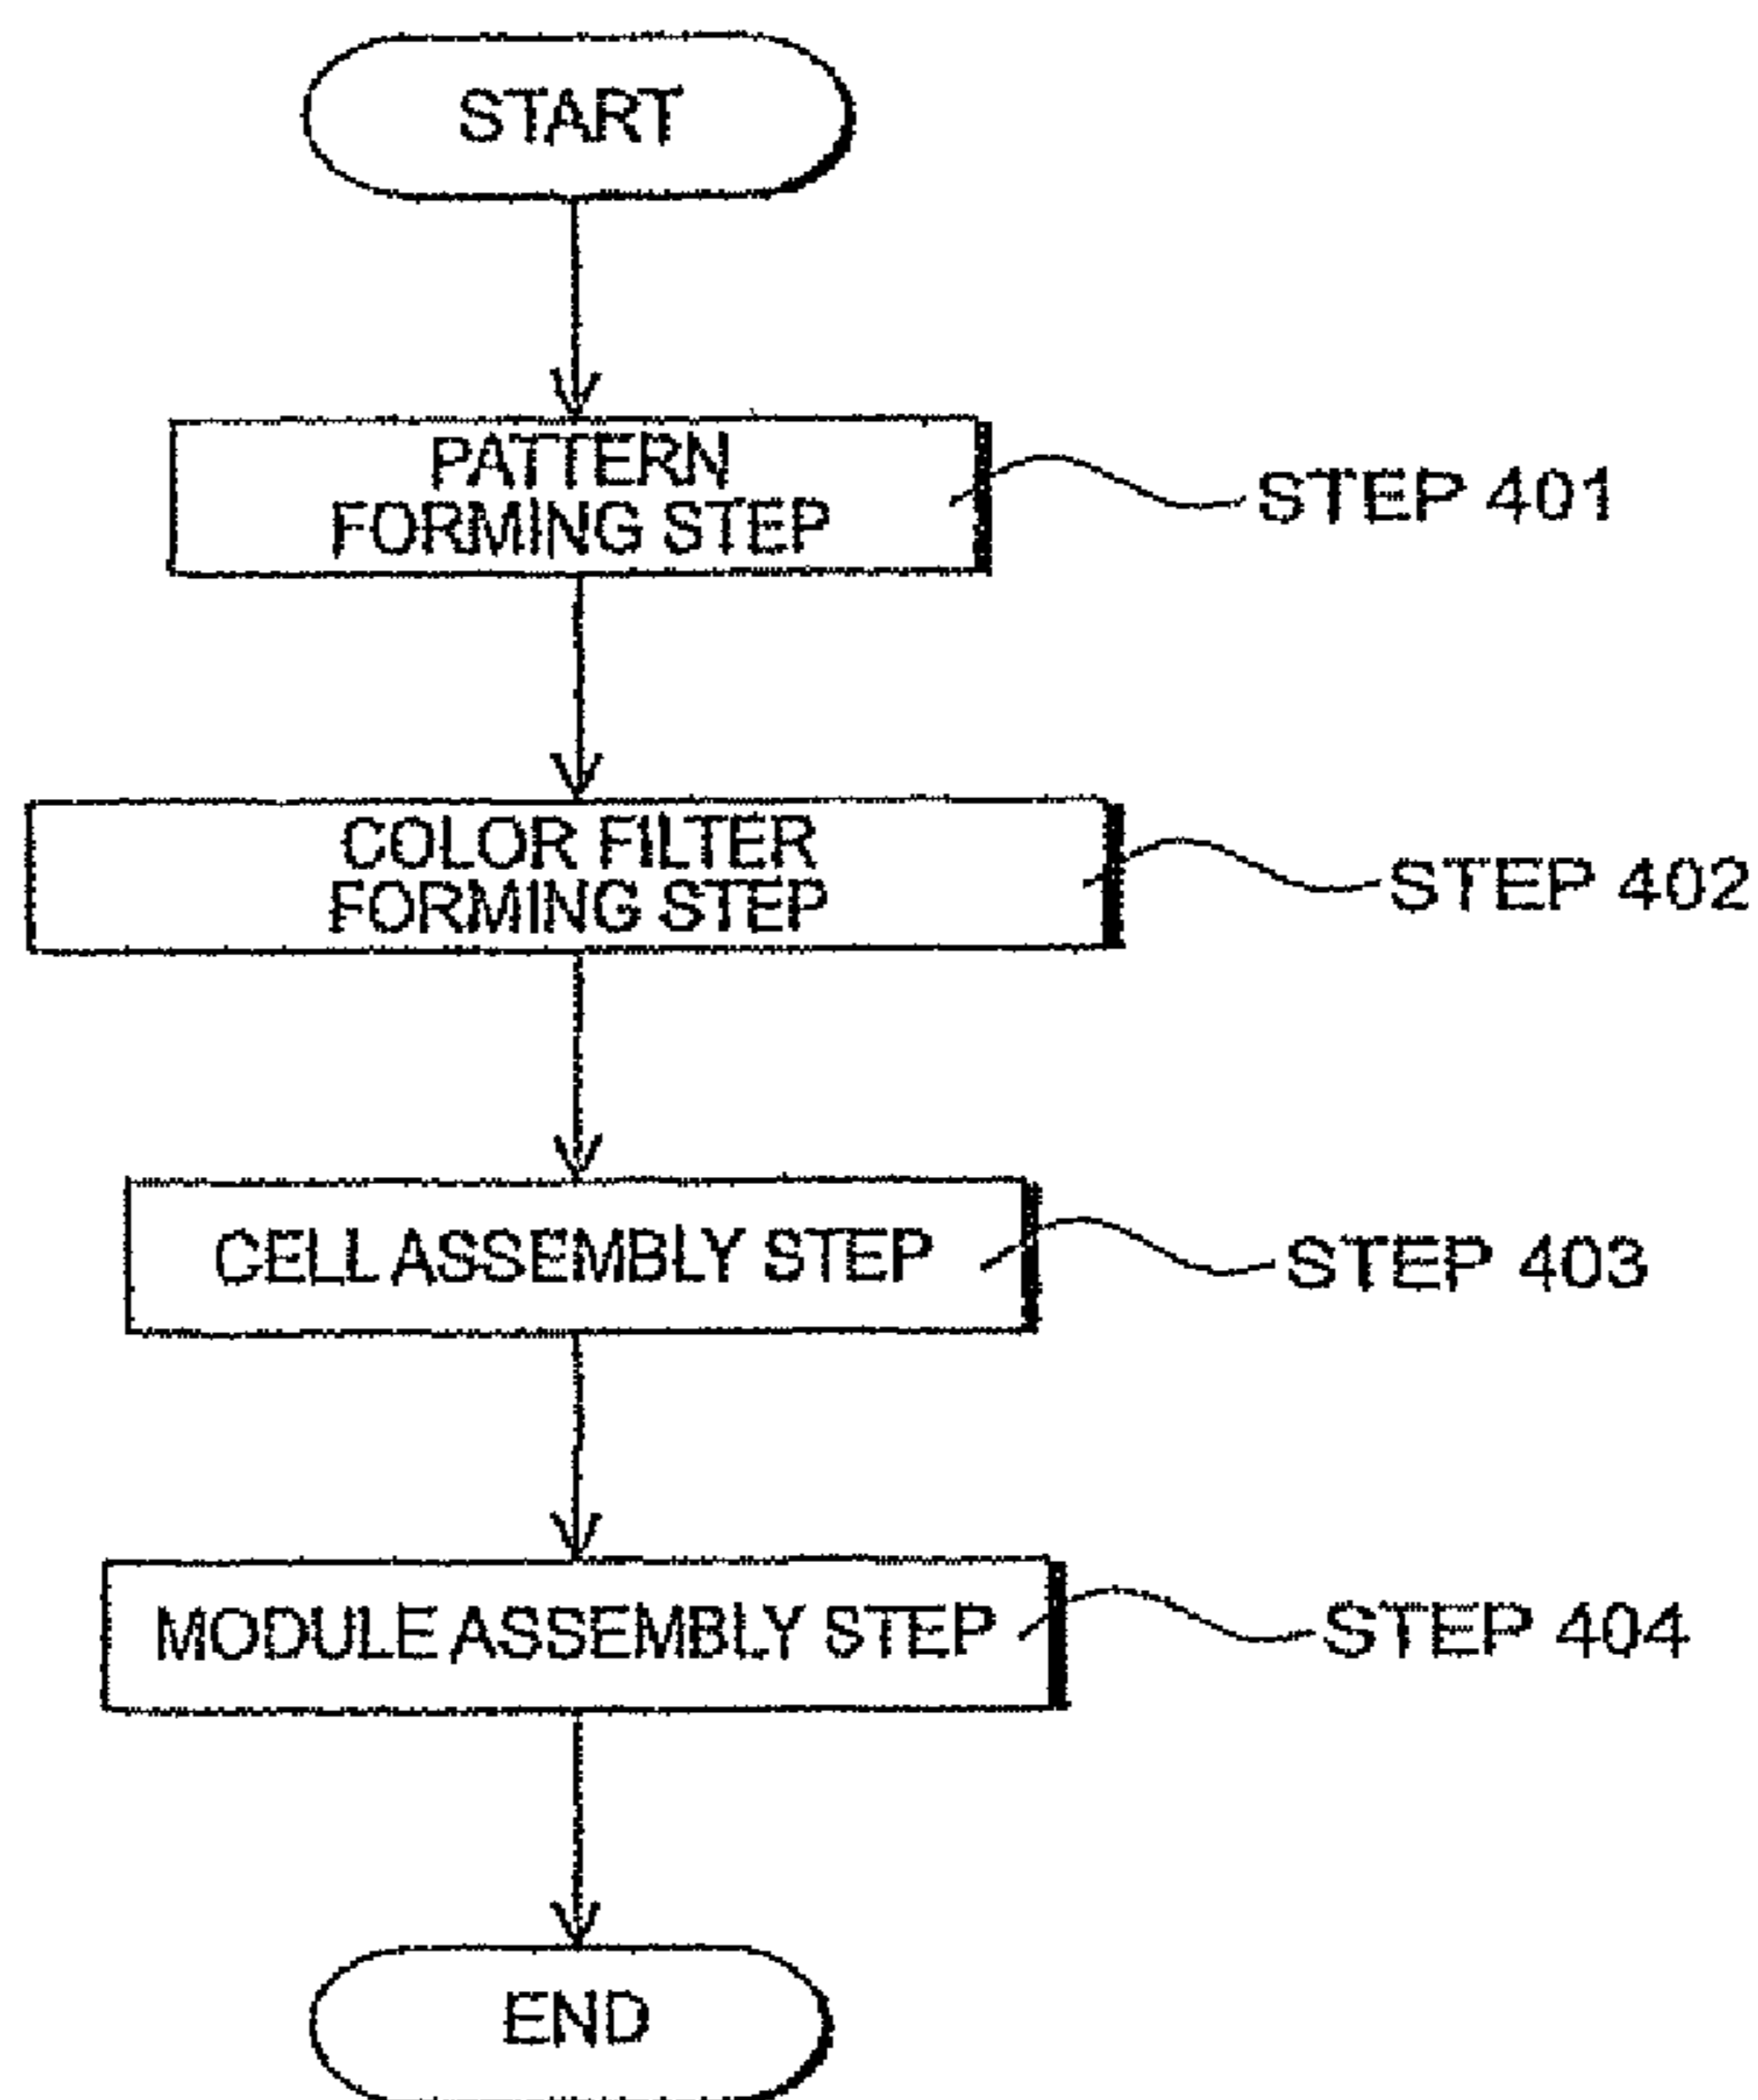 START
PATTERN
FORMING STEP
STEP 401
COLOR FILTER
FORMING STEP
STEP 402
CELL ASSEMBLY STEP
STEP 403
MODULE ASSEMBLY STEP
STEP 404
END